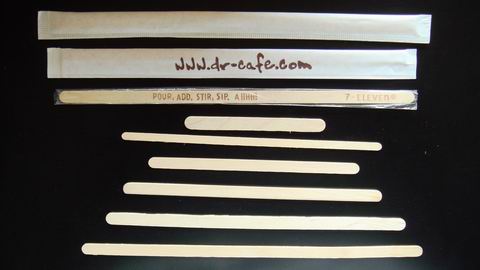 www.dr-cafe.com
POUR. ADD. STIR. SIP. Ahhh! 7-ELEVEN®